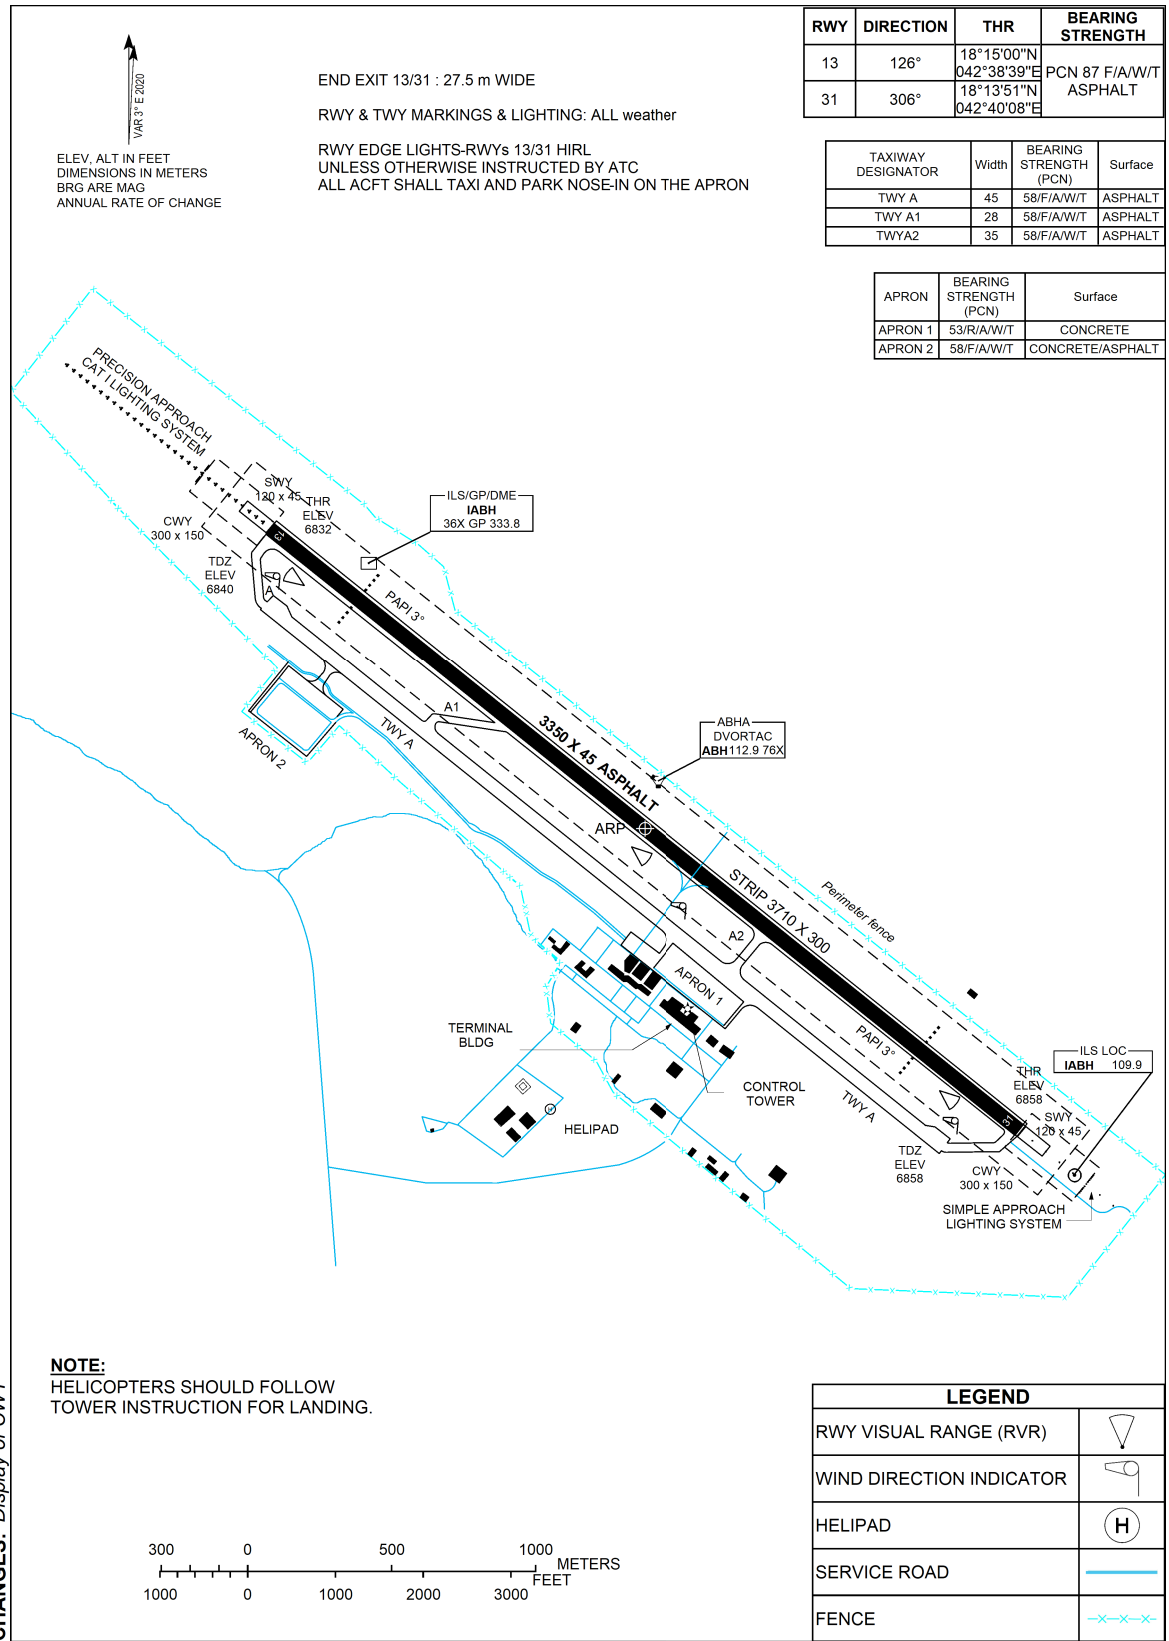 RWY DIRECTION THR BEARING STRENGTH
13 126° 18°15'00"N 042°38'39"E PCN 87 F/A/W/T ASPHALT
31 306° 18°13'51"N 042°40'08"E
VAR 3° E 2020
ELEV, ALT IN FEET
DIMENSIONS IN METERS
BRG ARE MAG
ANNUAL RATE OF CHANGE
END EXIT 13/31 : 27.5 m WIDE
RWY & TWY MARKINGS & LIGHTING: ALL weather
RWY EDGE LIGHTS-RWYs 13/31 HIRL
UNLESS OTHERWISE INSTRUCTED BY ATC
ALL ACFT SHALL TAXI AND PARK NOSE-IN ON THE APRON
TAXIWAY DESIGNATOR Width BEARING STRENGTH (PCN) Surface
TWY A 45 58/F/A/W/T ASPHALT
TWY A1 28 58/F/A/W/T ASPHALT
TWYA2 35 58/F/A/W/T ASPHALT
APRON BEARING STRENGTH (PCN) Surface
APRON 1 53/R/A/W/T CONCRETE
APRON 2 58/F/A/W/T CONCRETE/ASPHALT
PRECISION APPROACH
CAT I LIGHTING SYSTEM
SWY
120 x 45
THR
ELEV
6832
CWY
300 x 150
TDZ
ELEV
6840
13
A
ILS/GP/DME
IABH
36X GP 333.8
PAPI 3°
A1
TWY A
APRON 2
3350 X 45 ASPHALT
ABHA
DVORTAC
ABH112.9 76X
ARP
STRIP 3710 X 300
Perimeter fence
A2
APRON 1
TERMINAL
BLDG
CONTROL
TOWER
H
HELIPAD
PAPI 3°
TWY A
ILS LOC
IABH 109.9
THR
ELEV
6858
31
SWY
120 x 45
TDZ
ELEV
6858
CWY
300 x 150
SIMPLE APPROACH
LIGHTING SYSTEM
NOTE:
HELICOPTERS SHOULD FOLLOW
TOWER INSTRUCTION FOR LANDING.
LEGEND
RWY VISUAL RANGE (RVR)
WIND DIRECTION INDICATOR
HELIPAD H
SERVICE ROAD
FENCE
300 0 500 1000
METERS
FEET
1000 0 1000 2000 3000
CHANGES: Display of CWY